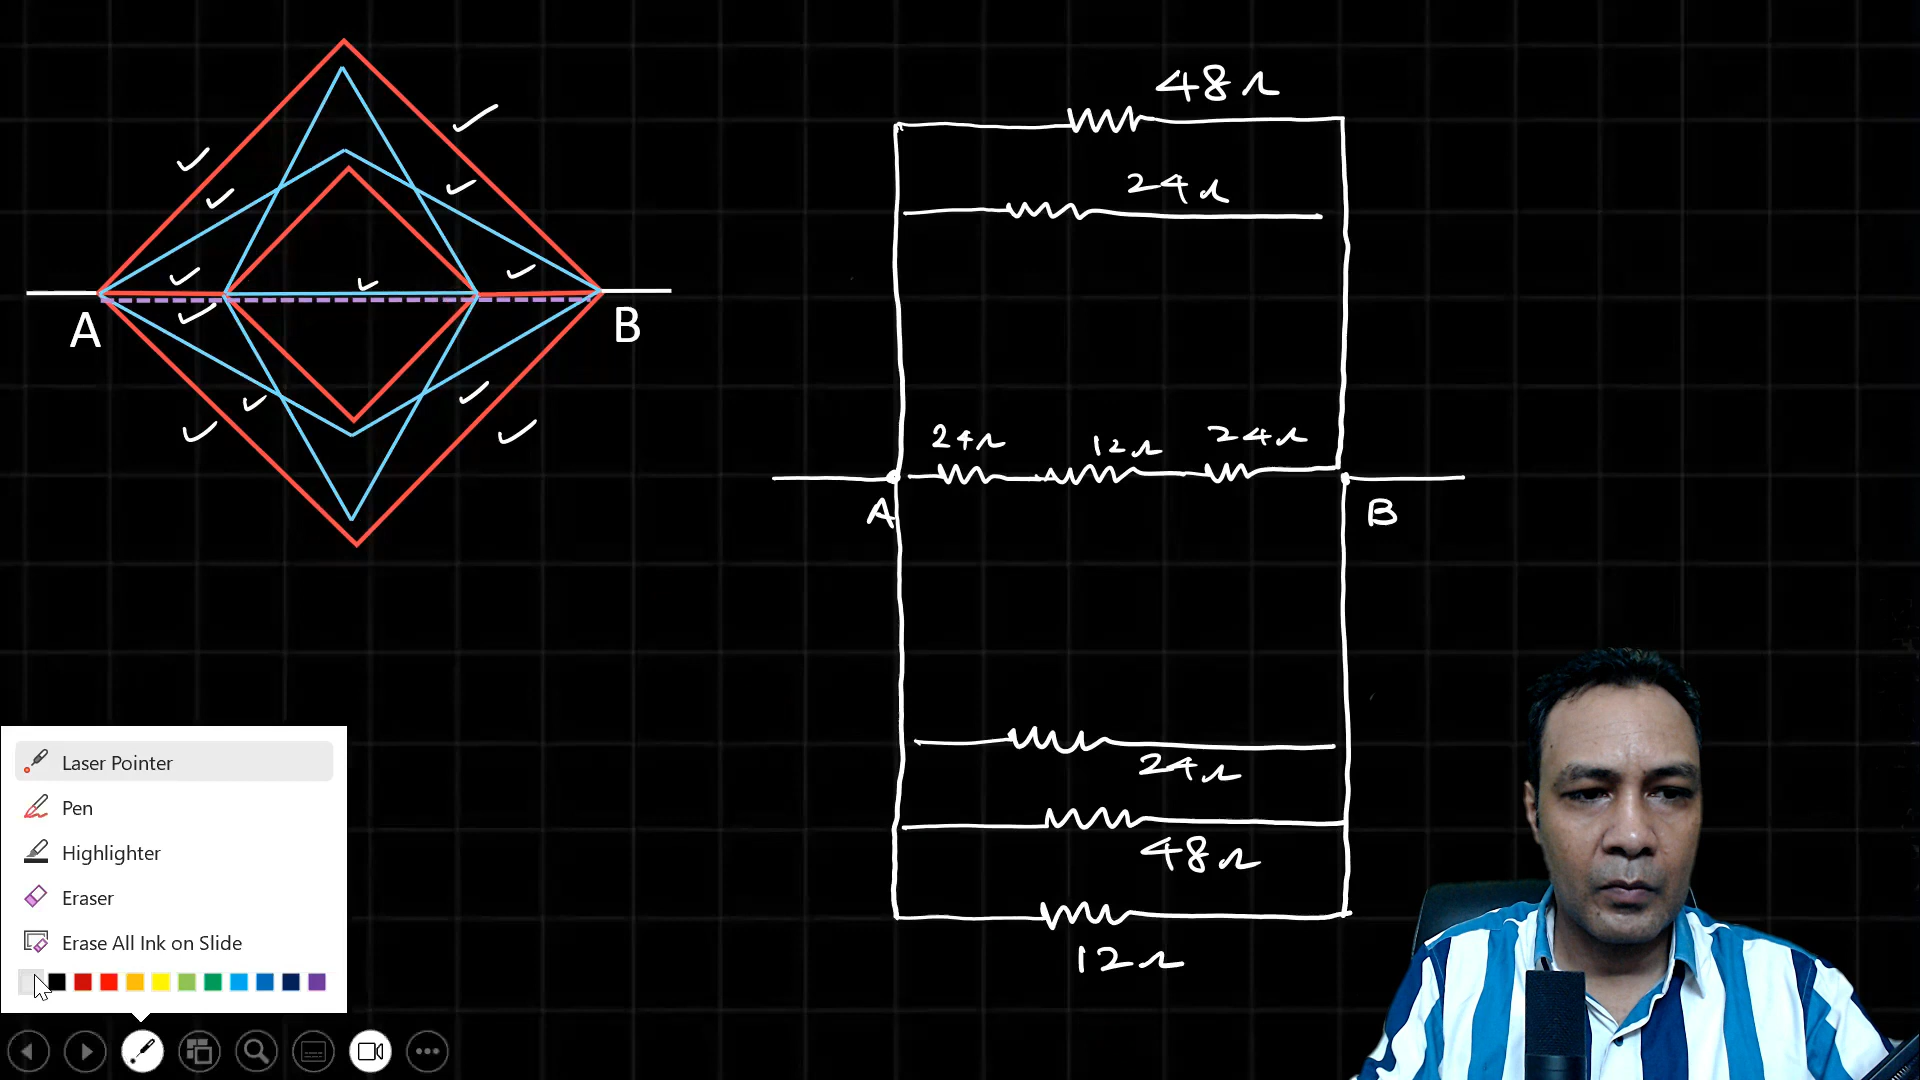 48Ω
24Ω
A
B
24Ω 12Ω 24Ω
A
B
24Ω
48Ω
12Ω
Laser Pointer
Pen
Highlighter
Eraser
Erase All Ink on Slide